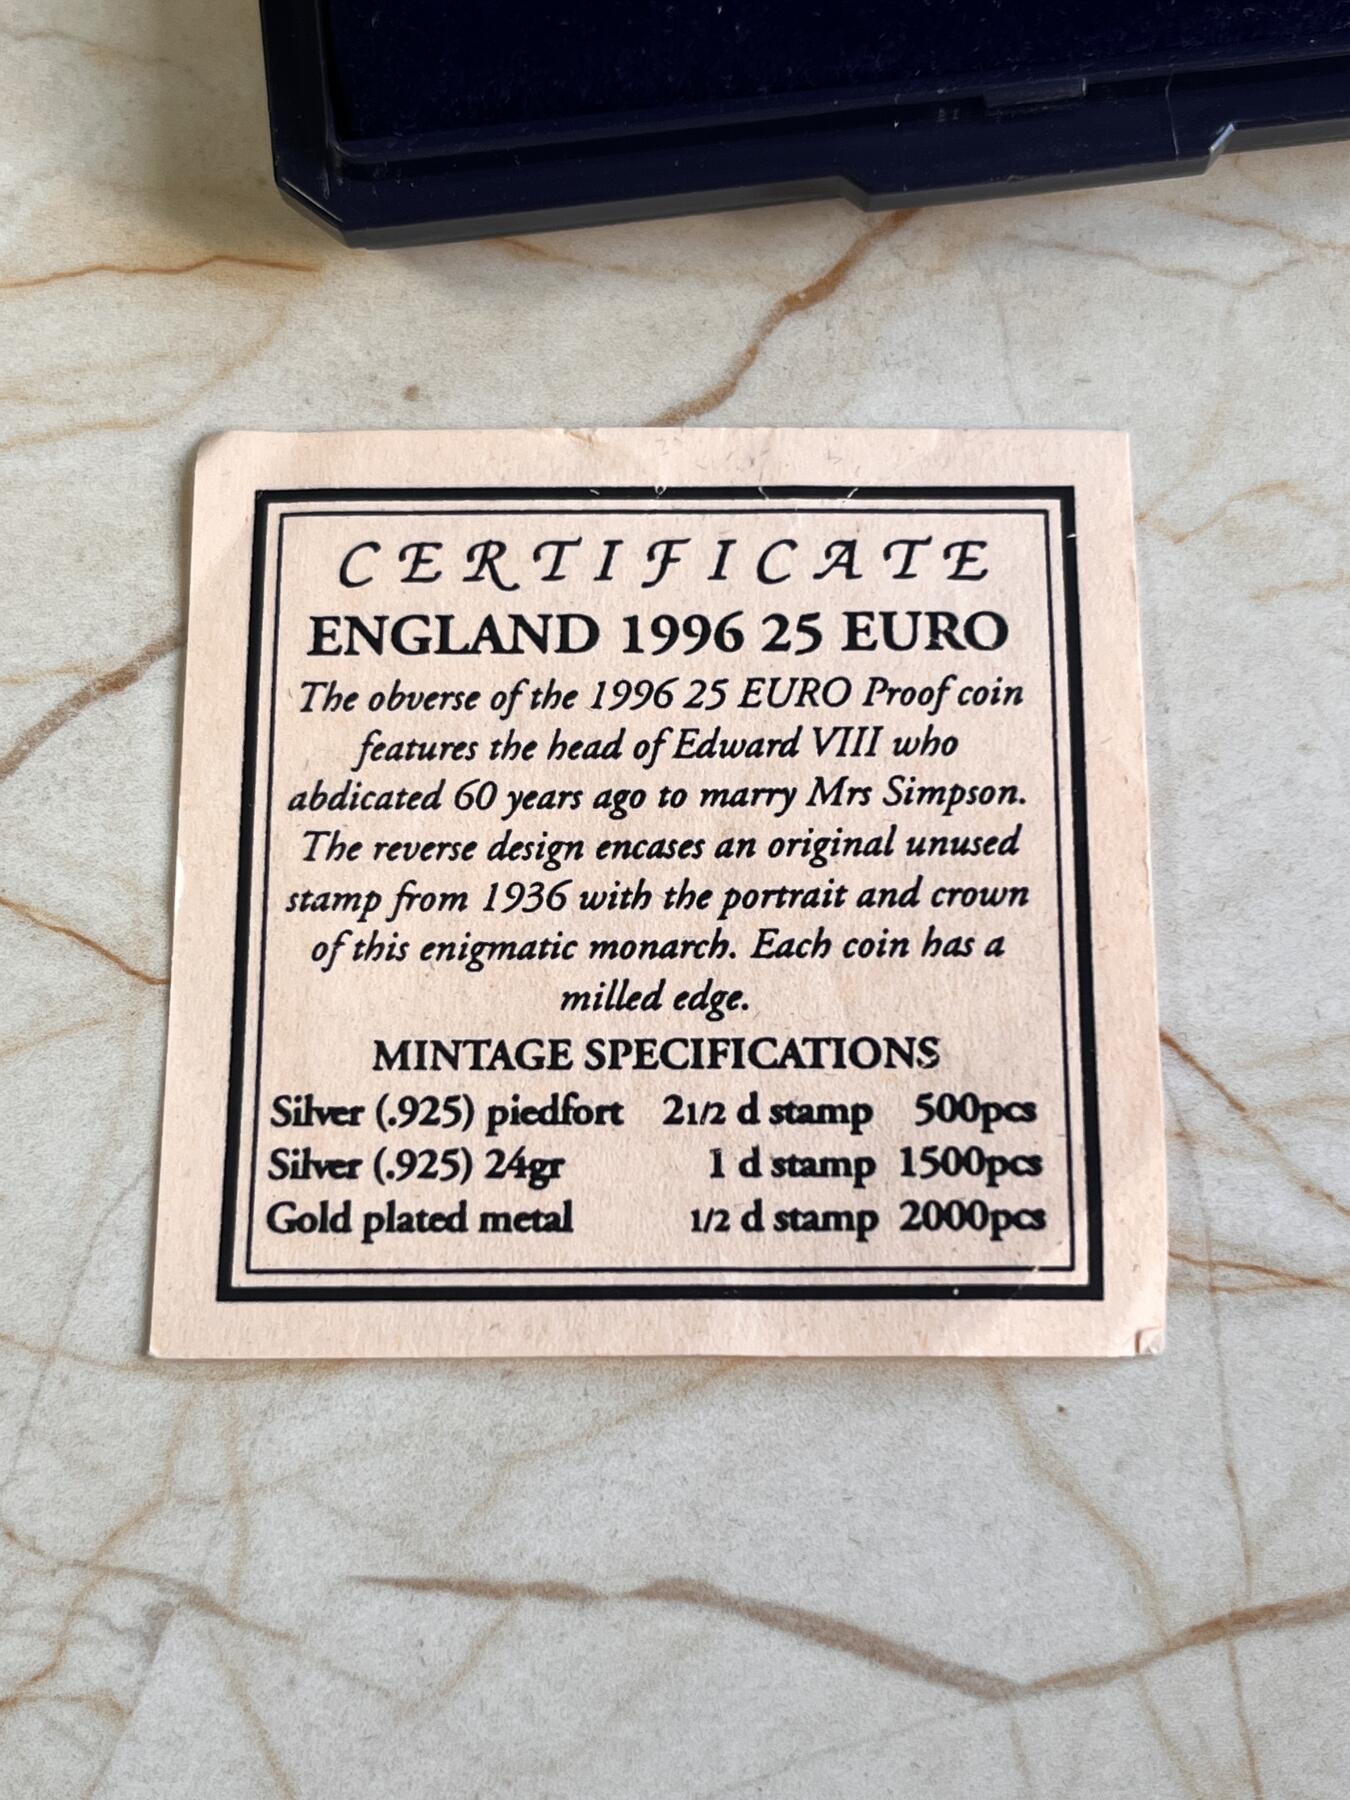 CERTIFICATE
ENGLAND 1996 25 EURO
The obverse of the 1996 25 EURO Proof coin
features the head of Edward VIII who
abdicated 60 years ago to marry Mrs Simpson.
The reverse design encases an original unused
stamp from 1936 with the portrait and crown
of this enigmatic monarch. Each coin has a
milled edge.
MINTAGE SPECIFICATIONS
Silver (.925) piedfort 21/2 d stamp 500pcs
Silver (.925) 24gr 1 d stamp 1500pcs
Gold plated metal 1/2 d stamp 2000pcs